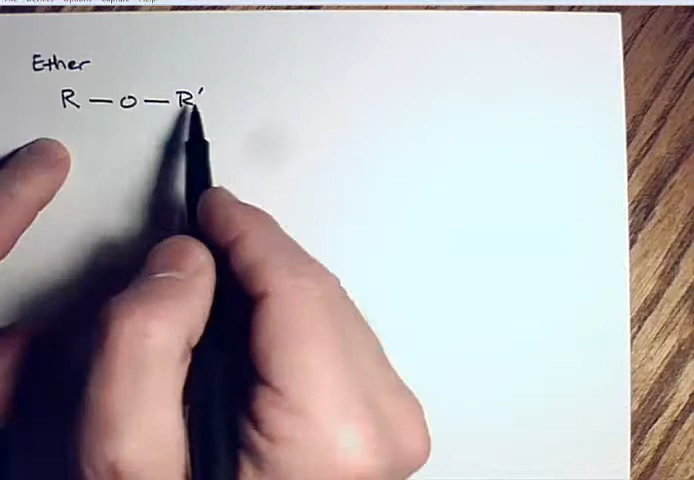 Ether
R — O — R'